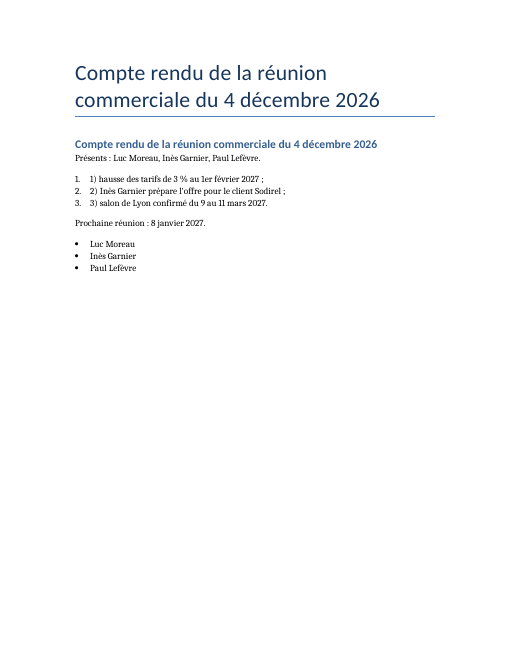 Compte rendu de la réunion
commerciale du 4 décembre 2026
Compte rendu de la réunion commerciale du 4 décembre 2026
Présents : Luc Moreau, Inès Garnier, Paul Lefèvre.
1. 1) hausse des tarifs de 3 % au 1er février 2027 ;
2. 2) Inès Garnier prépare l'offre pour le client Sodirel ;
3. 3) salon de Lyon confirmé du 9 au 11 mars 2027.
Prochaine réunion : 8 janvier 2027.
• Luc Moreau
• Inès Garnier
• Paul Lefèvre